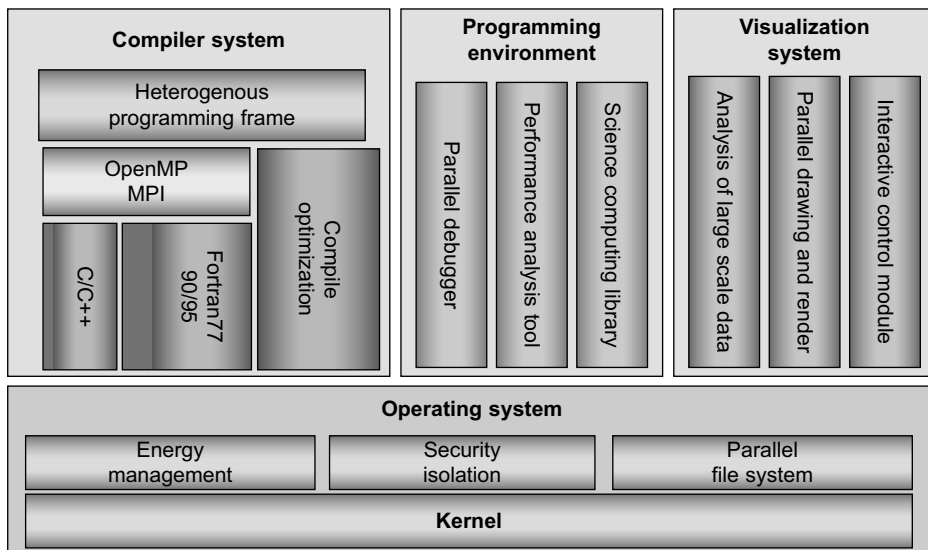 Compiler system
Heterogenous
programming frame
OpenMP
MPI
C/C++
Fortran77
90/95
Compile
optimization
Programming
environment
Parallel debugger
Performance analysis tool
Science computing library
Visualization
system
Analysis of large scale data
Parallel drawing and render
Interactive control module
Operating system
Energy
management
Security
isolation
Parallel
file system
Kernel